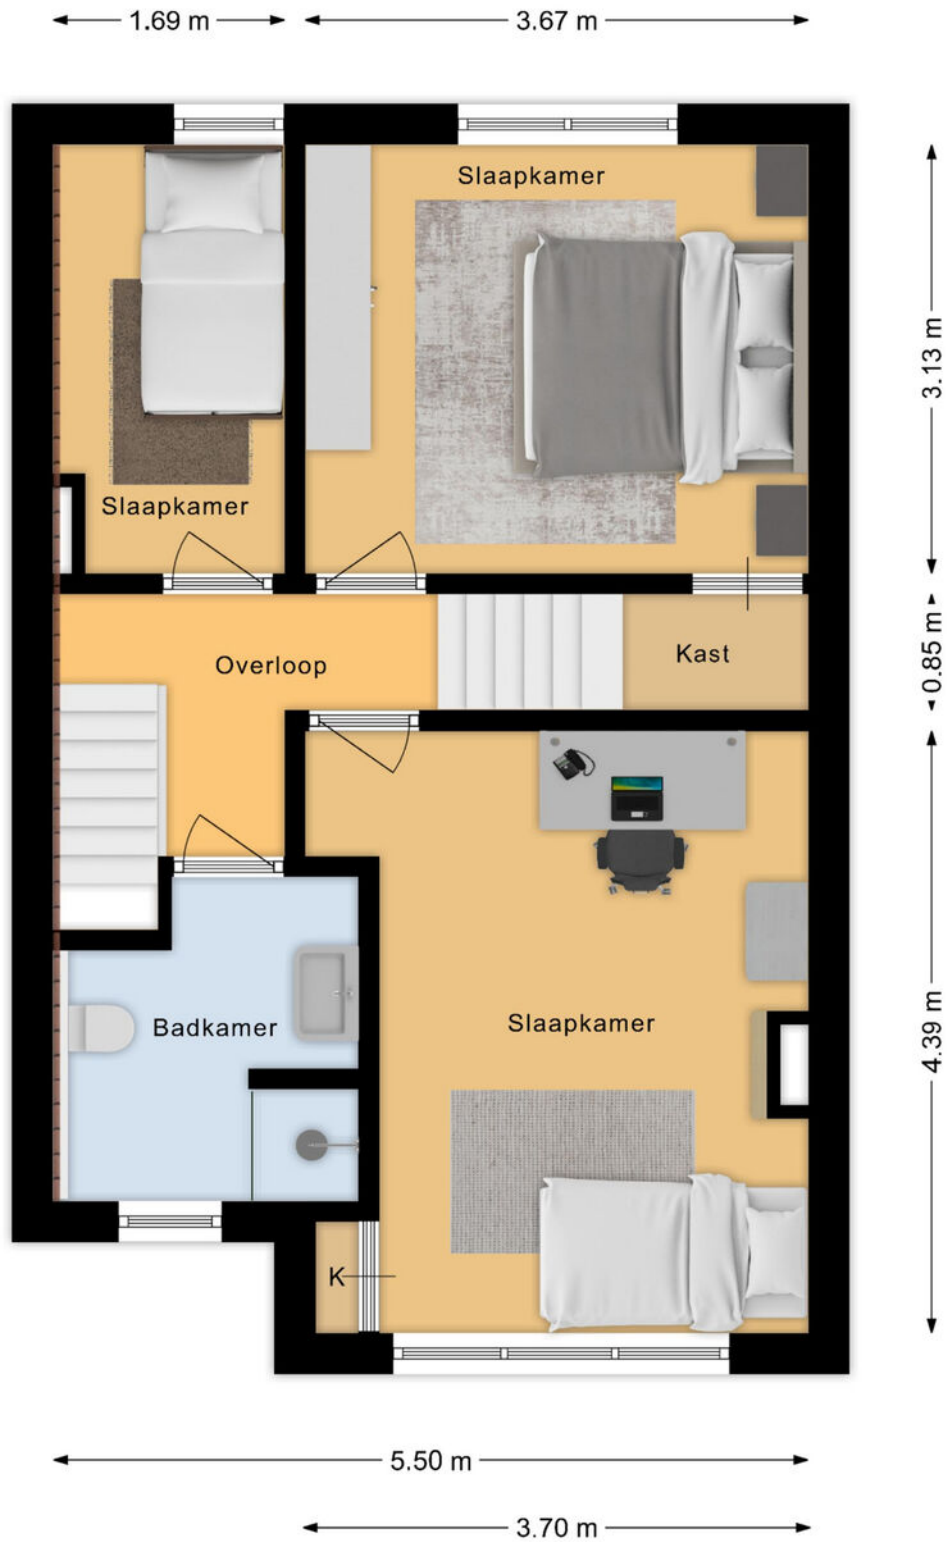 1.69 m
3.67 m
Slaapkamer
3.13 m
Slaapkamer
0.85 m
Kast
Overloop
4.39 m
Slaapkamer
Badkamer
K
5.50 m
3.70 m